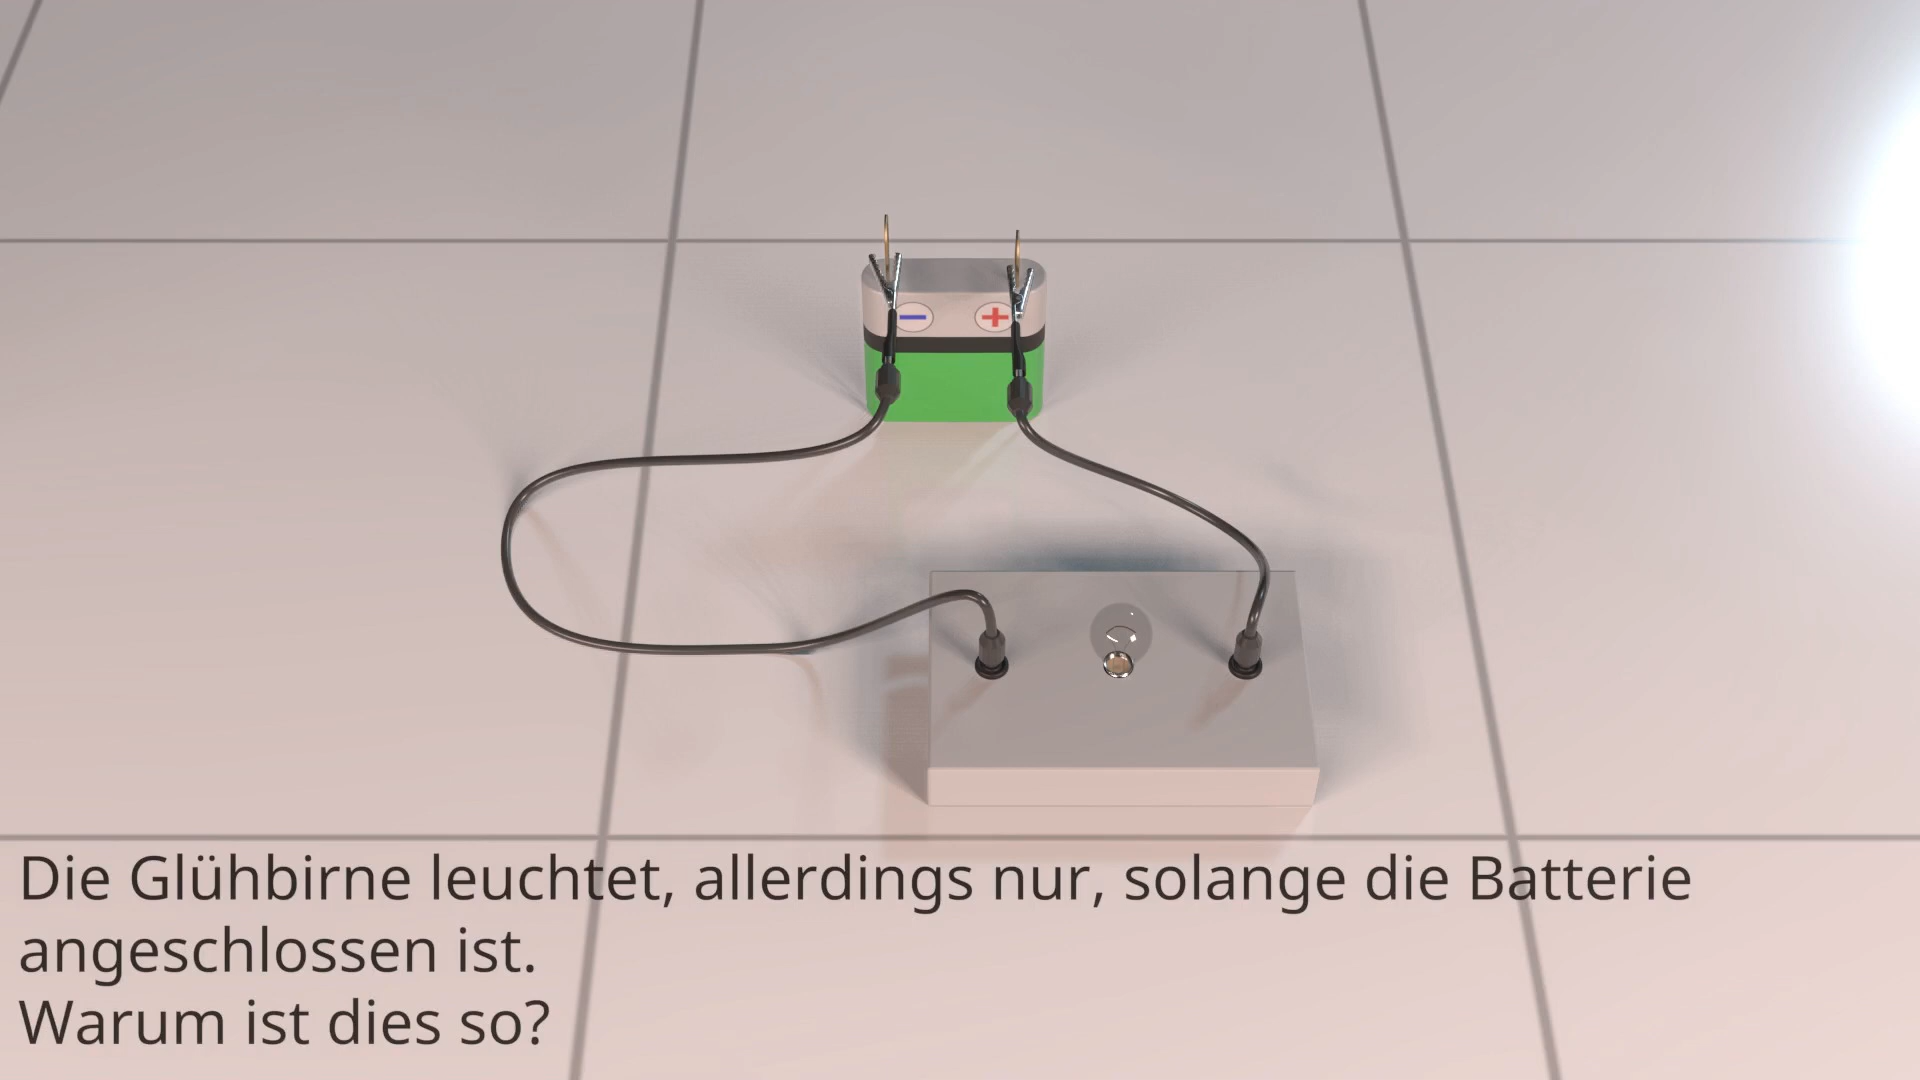 −
+
Die Glühbirne leuchtet, allerdings nur, solange die Batterie
angeschlossen ist.
Warum ist dies so?